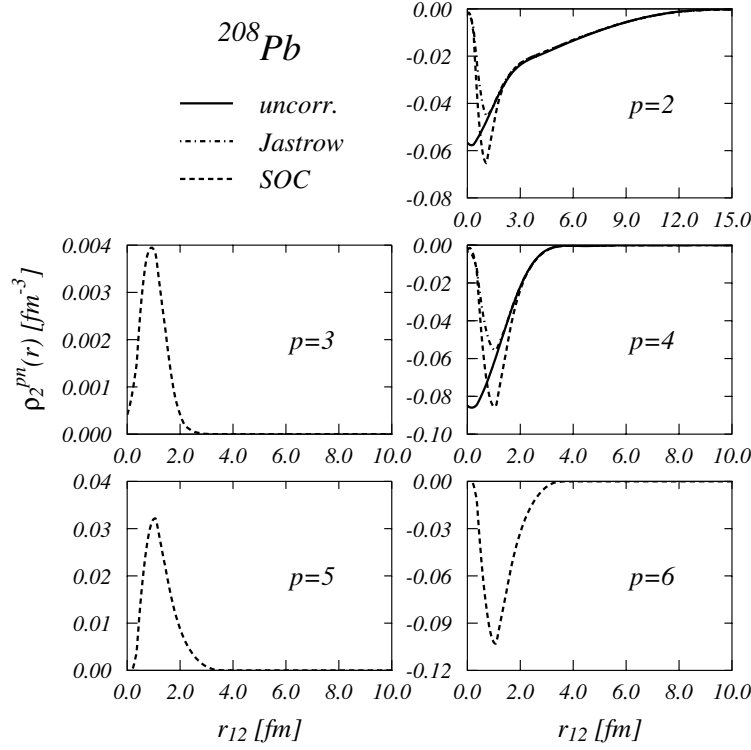 ²⁰⁸Pb
uncorr.
Jastrow
SOC
0.00
-0.02
-0.04
-0.06
-0.08
p=2
0.0 3.0 6.0 9.0 12.0 15.0
ρ₂ᵖⁿ(r) [fm⁻³]
0.004
0.003
0.002
0.001
0.000
p=3
0.0 2.0 4.0 6.0 8.0 10.0
0.00
-0.02
-0.04
-0.06
-0.08
-0.10
p=4
0.0 2.0 4.0 6.0 8.0 10.0
0.04
0.03
0.02
0.01
0.00
p=5
0.0 2.0 4.0 6.0 8.0 10.0
r₁₂ [fm]
0.00
-0.03
-0.06
-0.09
-0.12
p=6
0.0 2.0 4.0 6.0 8.0 10.0
r₁₂ [fm]